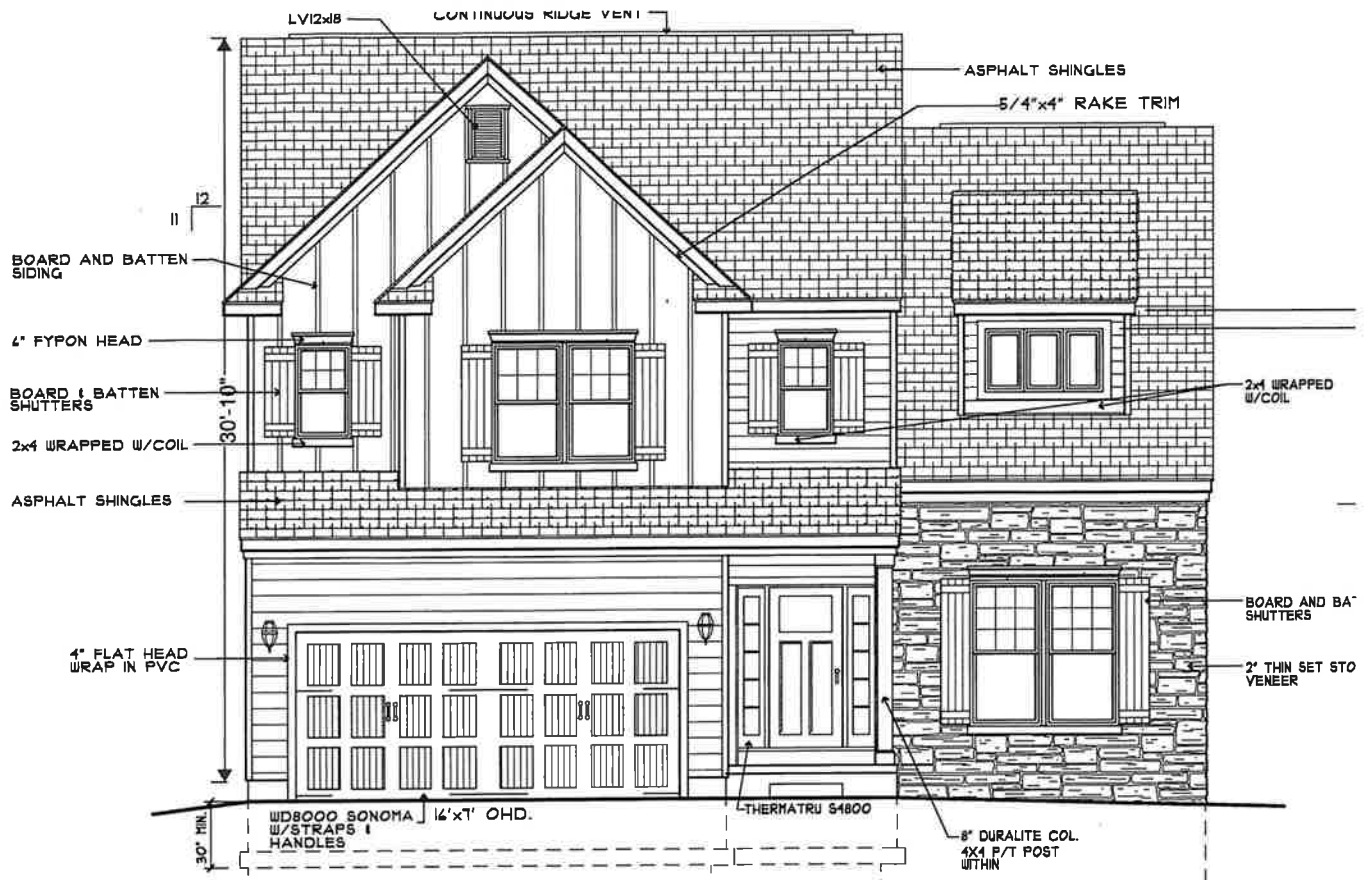 LV12x18
CONTINUOUS RIDGE VENT
ASPHALT SHINGLES
5/4"x4" RAKE TRIM
12
11
BOARD AND BATTEN
SIDING
6" FYPON HEAD
BOARD & BATTEN
SHUTTERS
30'-10"
2x4 WRAPPED
W/COIL
2x4 WRAPPED W/COIL
ASPHALT SHINGLES
BOARD AND BAT
SHUTTERS
4" FLAT HEAD
WRAP IN PVC
2" THIN SET STO
VENEER
30" MIN.
WD8000 SONOMA
W/STRAPS &
HANDLES
16'x7' OHD.
THERMATRU S4800
8" DURALITE COL.
4X4 P/T POST
WITHIN